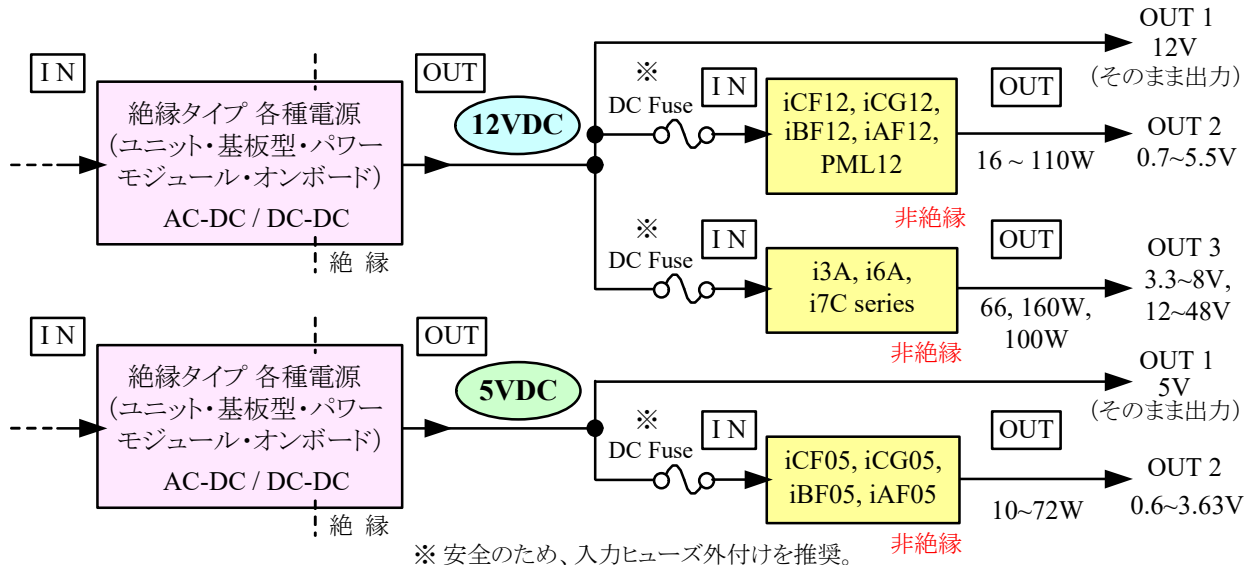 I N
絶縁タイプ 各種電源
(ユニット・基板型・パワー
モジュール・オンボード)
AC-DC / DC-DC
絶 縁
OUT
12VDC
OUT 1
12V
(そのまま出力)
※
DC Fuse
I N
iCF12, iCG12,
iBF12, iAF12,
PML12
非絶縁
OUT
16 ~ 110W
OUT 2
0.7~5.5V
※
DC Fuse
I N
i3A, i6A,
i7C series
非絶縁
OUT
66, 160W,
100W
OUT 3
3.3~8V,
12~48V
I N
絶縁タイプ 各種電源
(ユニット・基板型・パワー
モジュール・オンボード)
AC-DC / DC-DC
絶 縁
OUT
5VDC
OUT 1
5V
(そのまま出力)
※
DC Fuse
I N
iCF05, iCG05,
iBF05, iAF05
非絶縁
OUT
10~72W
OUT 2
0.6~3.63V
※ 安全のため、入力ヒューズ外付けを推奨。